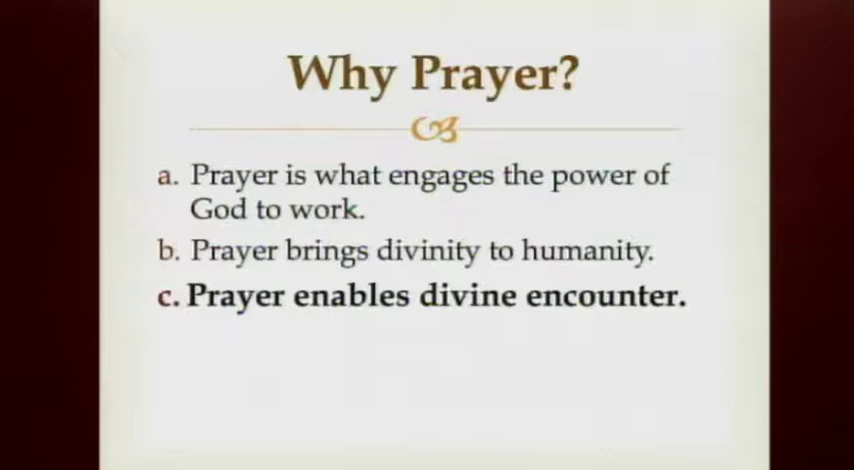 Why Prayer?
a. Prayer is what engages the power of
God to work.
b. Prayer brings divinity to humanity.
c. Prayer enables divine encounter.